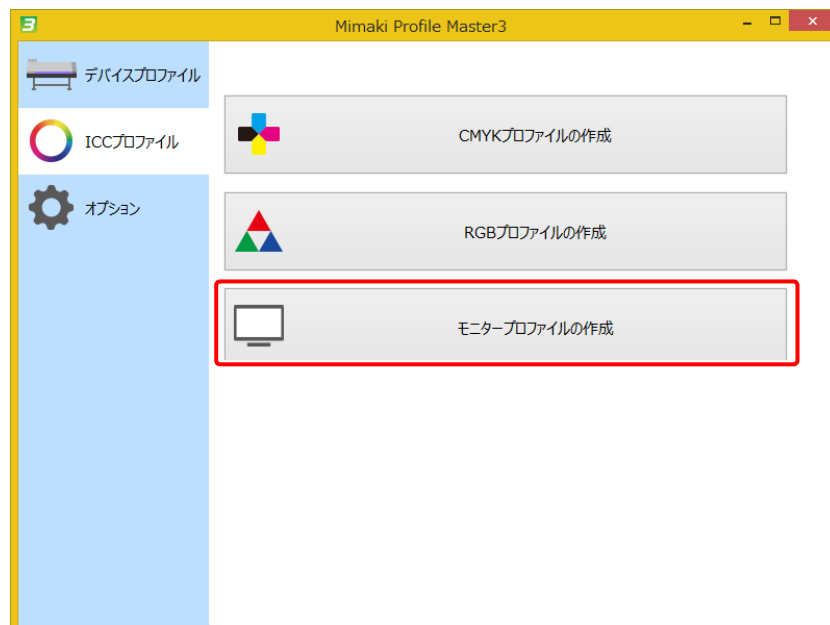 Mimaki Profile Master3
デバイスプロファイル
ICCプロファイル
オプション
CMYKプロファイルの作成
RGBプロファイルの作成
モニタープロファイルの作成